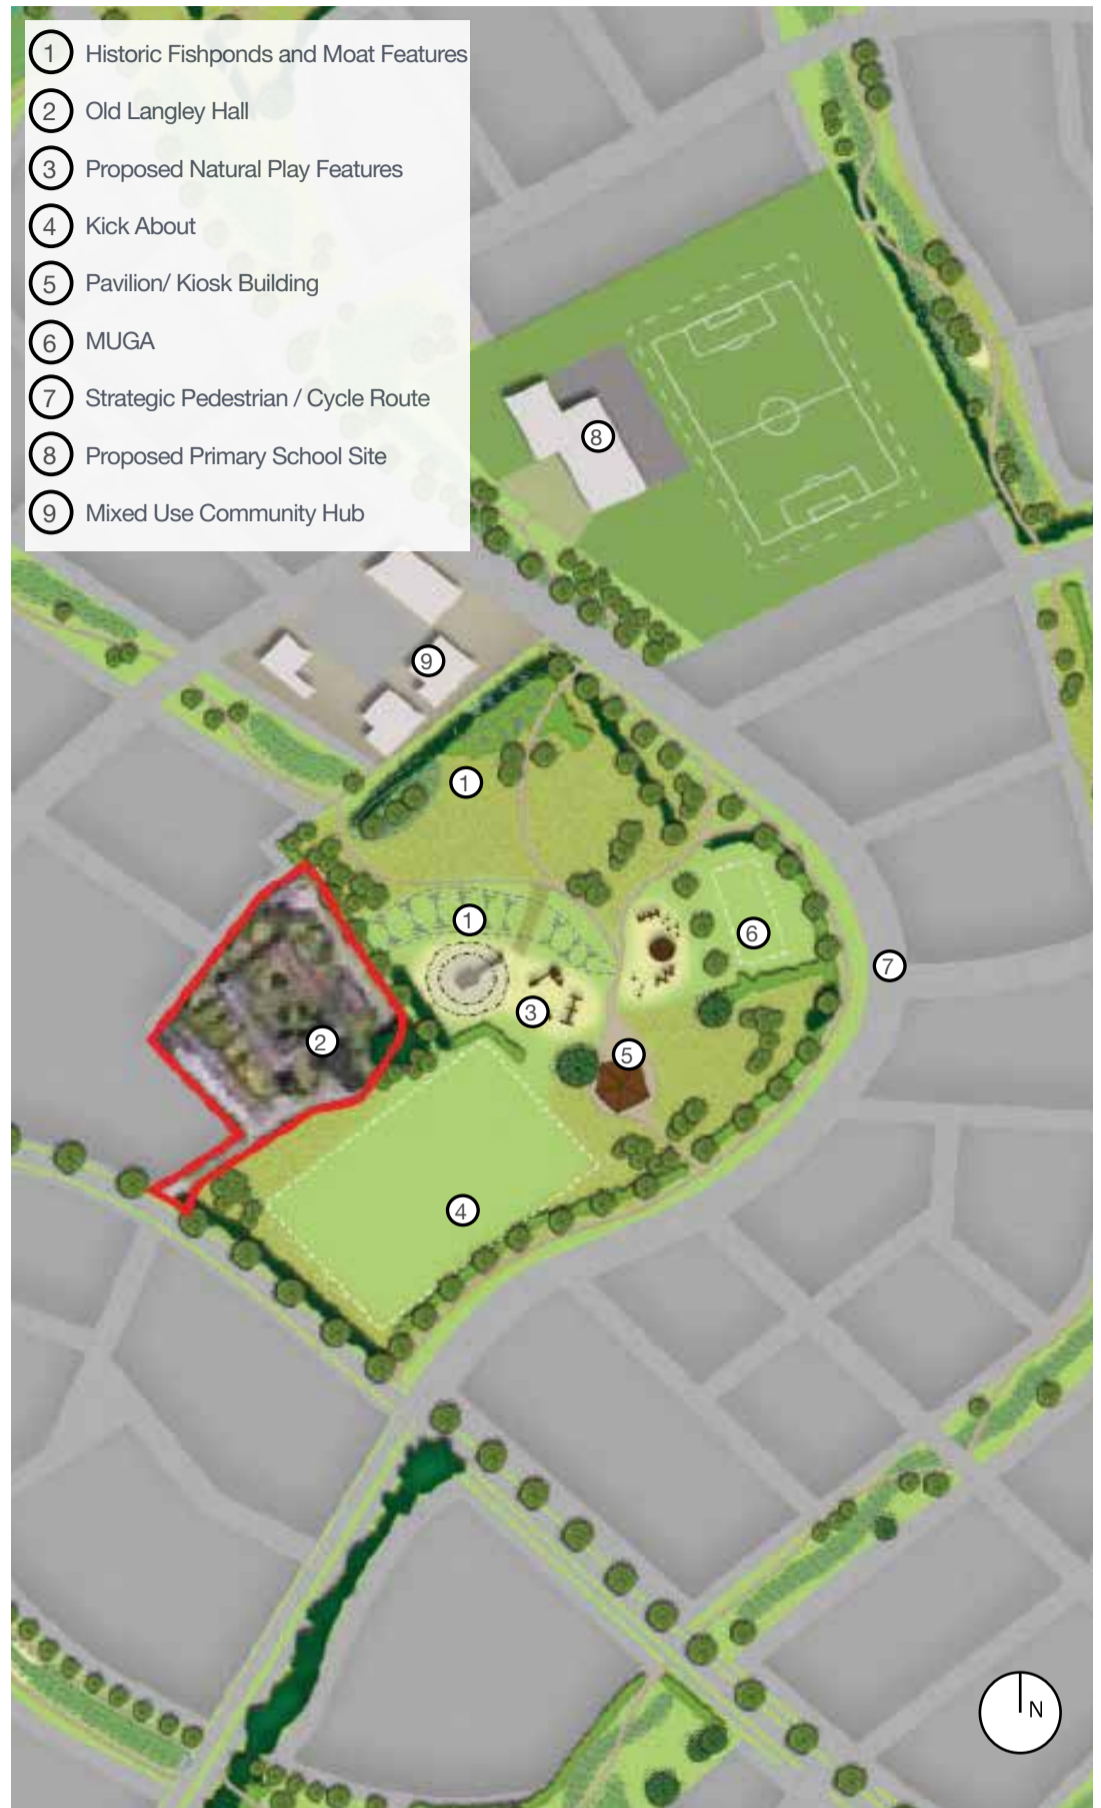 1 Historic Fishponds and Moat Features
2 Old Langley Hall
3 Proposed Natural Play Features
4 Kick About
5 Pavilion/ Kiosk Building
6 MUGA
7 Strategic Pedestrian / Cycle Route
8 Proposed Primary School Site
9 Mixed Use Community Hub
8
9
1
1
6
7
3
2
5
4
N